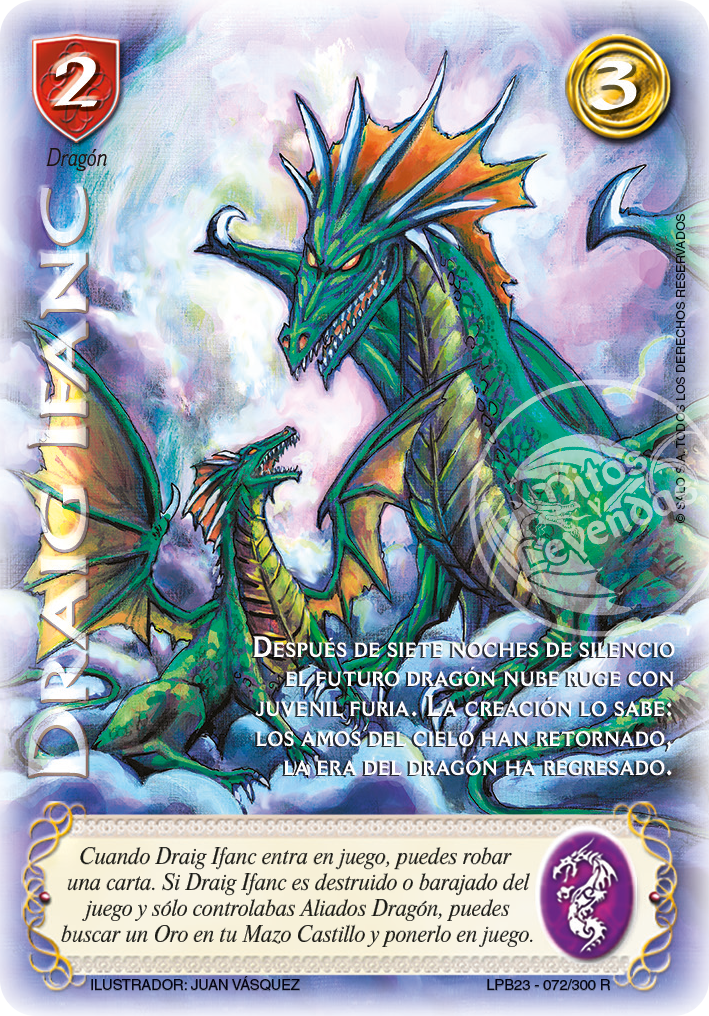 2
3
Dragón
DRAIG IFANC
© SALO S.A. TODOS LOS DERECHOS RESERVADOS
Mitos
y
Leyendas
DESPUÉS DE SIETE NOCHES DE SILENCIO
EL FUTURO DRAGÓN NUBE RUGE CON
JUVENIL FURIA. LA CREACIÓN LO SABE:
LOS AMOS DEL CIELO HAN RETORNADO,
LA ERA DEL DRAGÓN HA REGRESADO.
Cuando Draig Ifanc entra en juego, puedes robar
una carta. Si Draig Ifanc es destruido o barajado del
juego y sólo controlabas Aliados Dragón, puedes
buscar un Oro en tu Mazo Castillo y ponerlo en juego.
ILUSTRADOR: JUAN VÁSQUEZ
LPB23 - 072/300 R